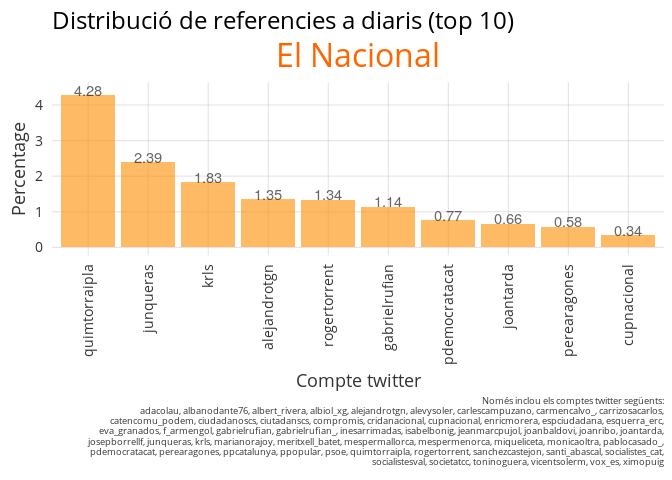 Distribució de referencies a diaris (top 10)
El Nacional
Percentage
4
3
2
1
0
4.28
2.39
1.83
1.35
1.34
1.14
0.77
0.66
0.58
0.34
quimtorraipla
junqueras
krls
alejandrotgn
rogertorrent
gabrielrufian
pdemocratacat
joantarda
perearagones
cupnacional
Compte twitter
Només inclou els comptes twitter següents:
adacolau, albanodante76, albert_rivera, albiol_xg, alejandrotgn, alevysoler, carlescampuzano, carmencalvo_, carrizosacarlos,
catencomu_podem, ciudadanoscs, ciutadanscs, compromis, cridanacional, cupnacional, enricmorera, espciudadana, esquerra_erc,
eva_granados, f_armengol, gabrielrufian, gabrielrufian_, inesarrimadas, isabelbonig, jeanmarcpujol, joanbaldovi, joanribo, joantarda,
josepborrellf, junqueras, krls, marianorajoy, meritxell_batet, mespermallorca, mespermenorca, miqueliceta, monicaoltra, pablocasado_,
pdemocratacat, perearagones, ppcatalunya, ppopular, psoe, quimtorraipla, rogertorrent, sanchezcastejon, santi_abascal, socialistes_cat,
socialistesval, societatcc, toninoguera, vicentsolerm, vox_es, ximopuig